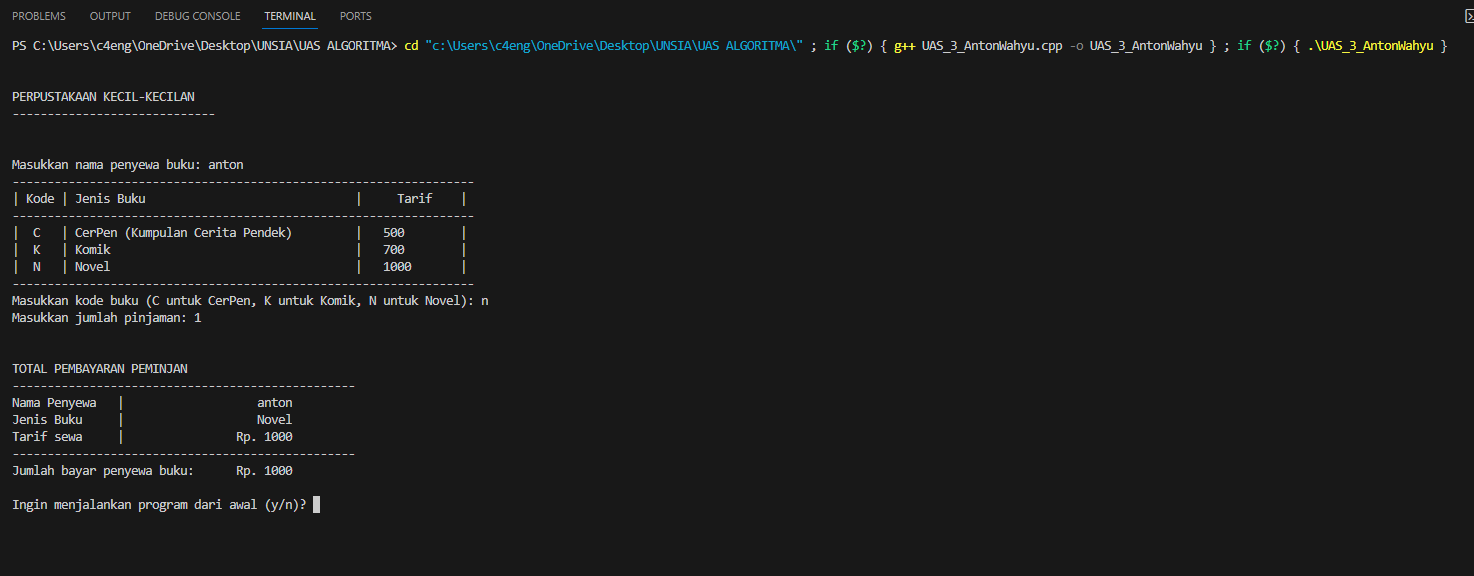 PROBLEMS OUTPUT DEBUG CONSOLE TERMINAL PORTS
PS C:\Users\c4eng\OneDrive\Desktop\UNSIA\UAS ALGORITMA> cd "c:\Users\c4eng\OneDrive\Desktop\UNSIA\UAS ALGORITMA\" ; if ($?) { g++ UAS_3_AntonWahyu.cpp -o UAS_3_AntonWahyu } ; if ($?) { .\UAS_3_AntonWahyu }
PERPUSTAKAAN KECIL-KECILAN
-----------------------------
Masukkan nama penyewa buku: anton
------------------------------------------------------------------
| Kode | Jenis Buku | Tarif |
------------------------------------------------------------------
| C | CerPen (Kumpulan Cerita Pendek) | 500 |
| K | Komik | 700 |
| N | Novel | 1000 |
------------------------------------------------------------------
Masukkan kode buku (C untuk CerPen, K untuk Komik, N untuk Novel): n
Masukkan jumlah pinjaman: 1
TOTAL PEMBAYARAN PEMINJAN
-------------------------------------------------
Nama Penyewa | anton
Jenis Buku | Novel
Tarif sewa | Rp. 1000
-------------------------------------------------
Jumlah bayar penyewa buku: Rp. 1000
Ingin menjalankan program dari awal (y/n)?